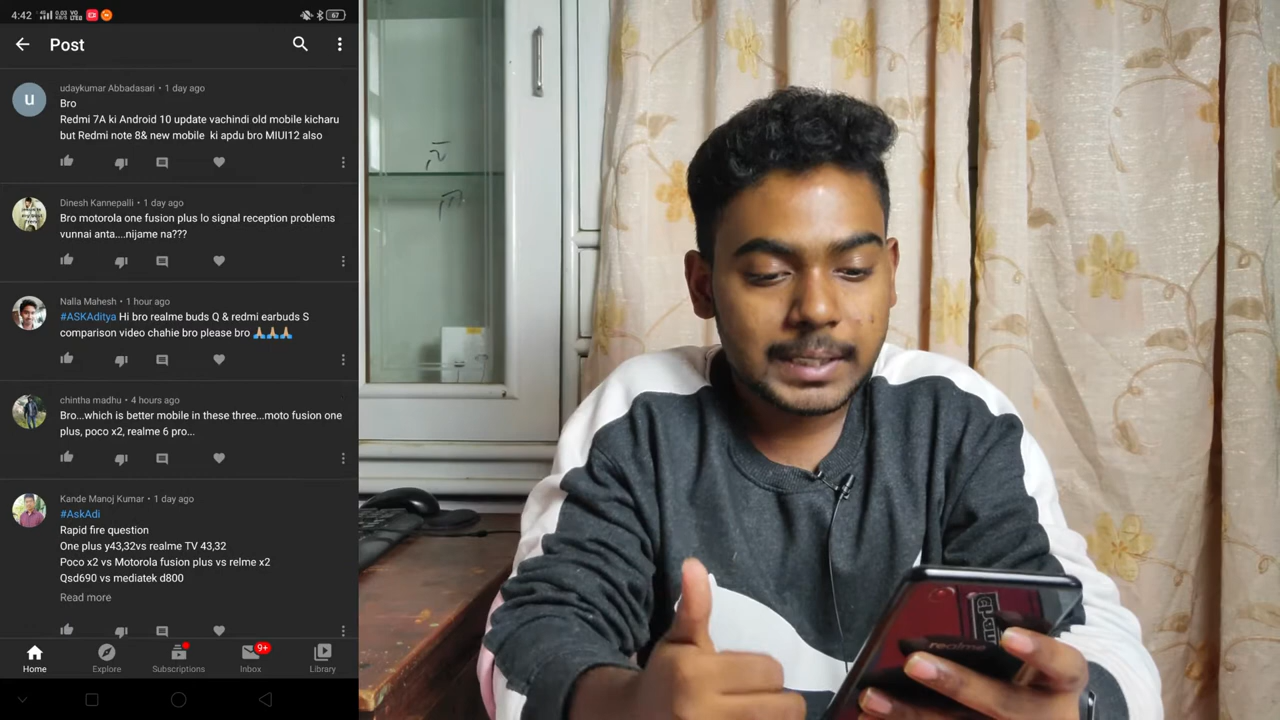 4:42
67
Post
udaykumar Abbadasari • 1 day ago
Bro
Redmi 7A ki Android 10 update vachindi old mobile kicharu
but Redmi note 8& new mobile ki apdu bro MIUI12 also
Dinesh Kannepalli • 1 day ago
Bro motorola one fusion plus lo signal reception problems
vunnai anta....nijame na???
Nalla Mahesh • 1 hour ago
#ASKAditya Hi bro realme buds Q & redmi earbuds S
comparison video chahie bro please bro 🙏🏼🙏🏼🙏🏼
chintha madhu • 4 hours ago
Bro...which is better mobile in these three...moto fusion one
plus, poco x2, realme 6 pro...
Kande Manoj Kumar • 1 day ago
#AskAdi
Rapid fire question
One plus y43,32vs realme TV 43,32
Poco x2 vs Motorola fusion plus vs relme x2
Qsd690 vs mediatek d800
Read more
9+
Home
Explore
Subscriptions
Inbox
Library
realme